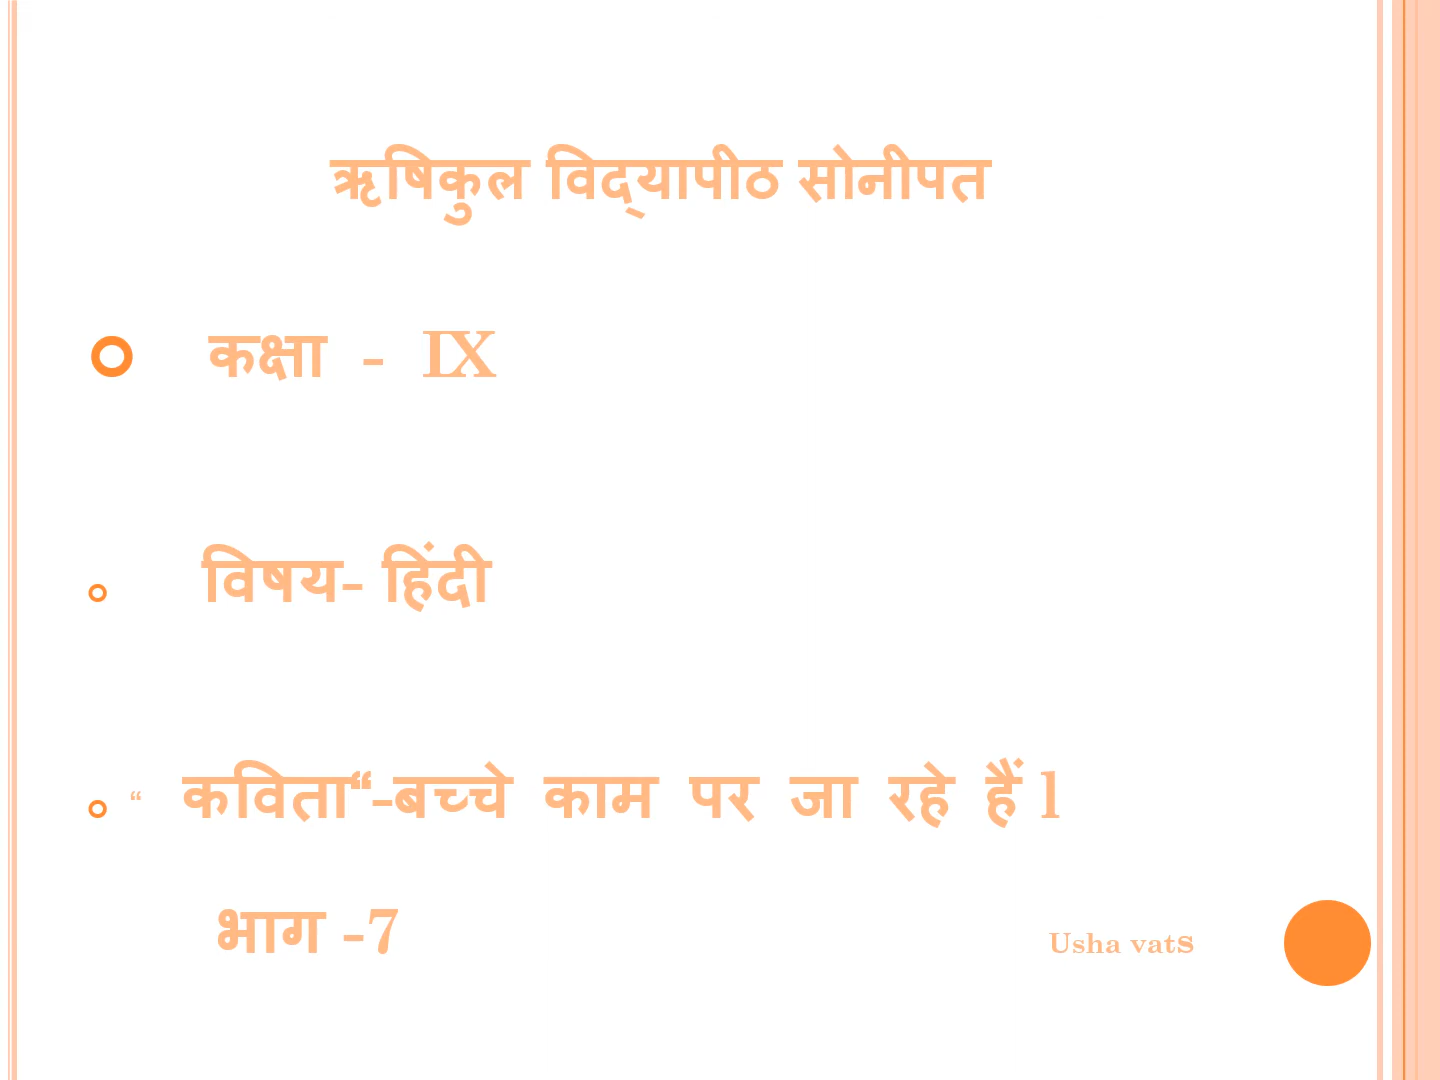 ऋषिकुल विद्यापीठ सोनीपत
कक्षा - IX
विषय- हिंदी
“ कविता“-बच्चे काम पर जा रहे हैं l
भाग -7
Usha vats